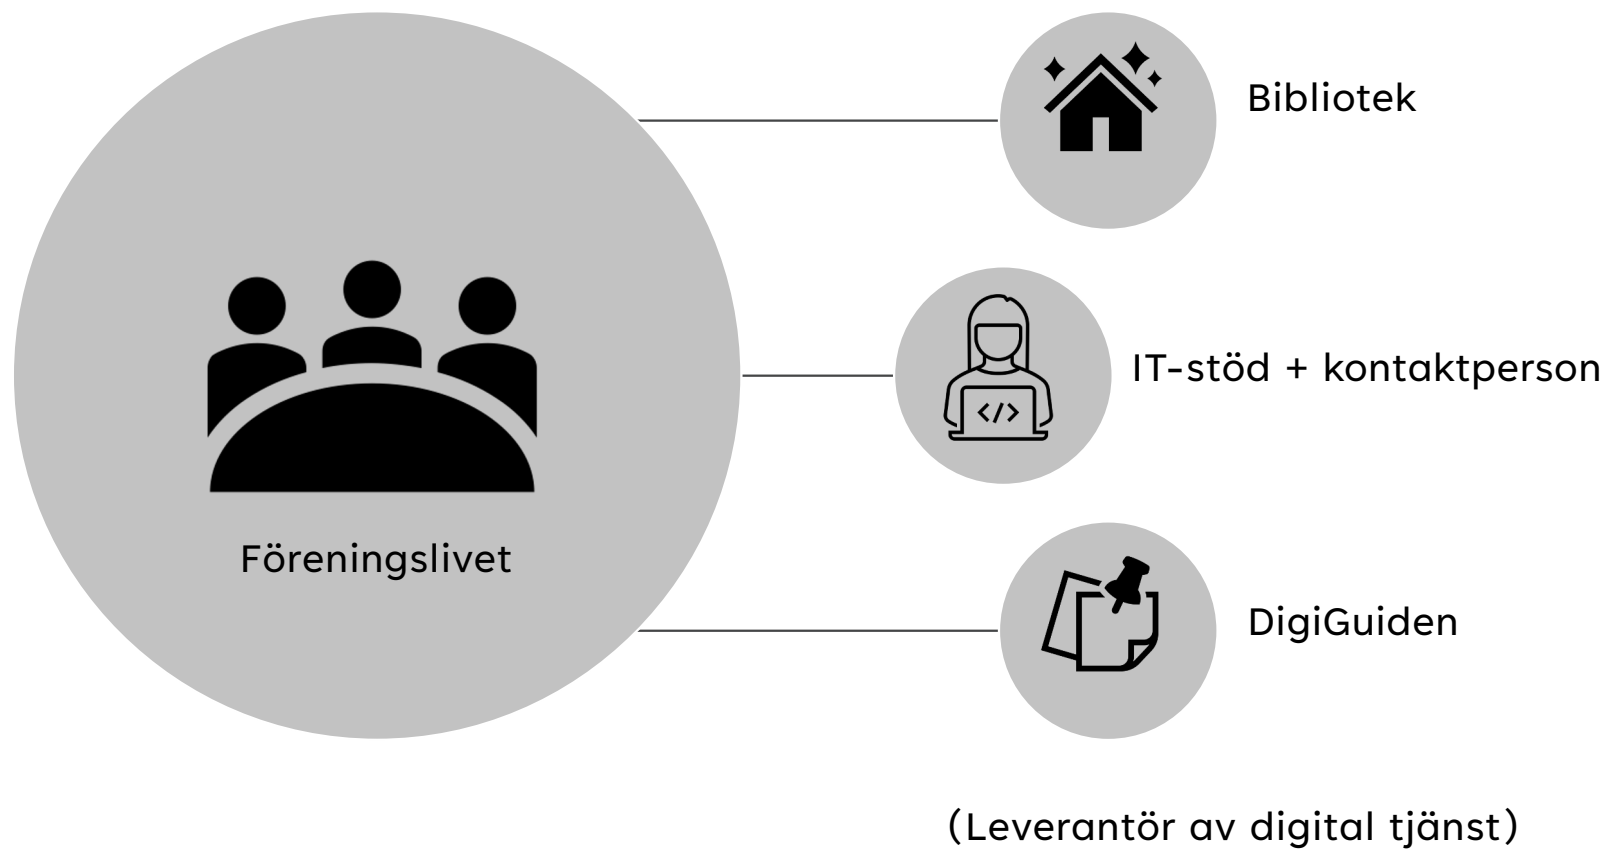 Bibliotek
IT-stöd + kontaktperson
Föreningslivet
DigiGuiden
(Leverantör av digital tjänst)